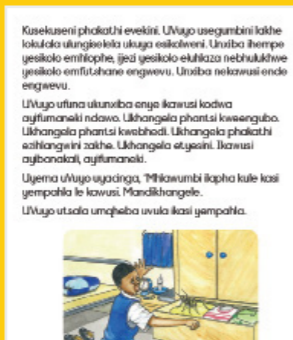 Kusekuseni phakathi evekini. UVuyo usegumbini lakhe
lokulala ulungiselela ukuya esikolweni. Unxiba ihempe
yesikolo emhlophe, ijezi yesikolo eluhlaza nebhulukhwe
yesikolo emfutshane engwevu. Unxiba nekawusi ende
engwevu.
UVuyo ufuna ukunxiba enye ikawusi kodwa
ayifumaneki ndawo. Ukhangela phantsi kweengubo.
Ukhangela phantsi kwebhedi. Ukhangela phakathi
ezihlangwini zakhe. Ukhangela etyesini. Ikawusi
ayibonakali, ayifumaneki.
Uyema uVuyo uyacinga, “Mhlawumbi ilapha kule kasi
yempahla le kawusi. Mandikhangele.
UVuyo utsala umqheba uvula ikasi yempahla.